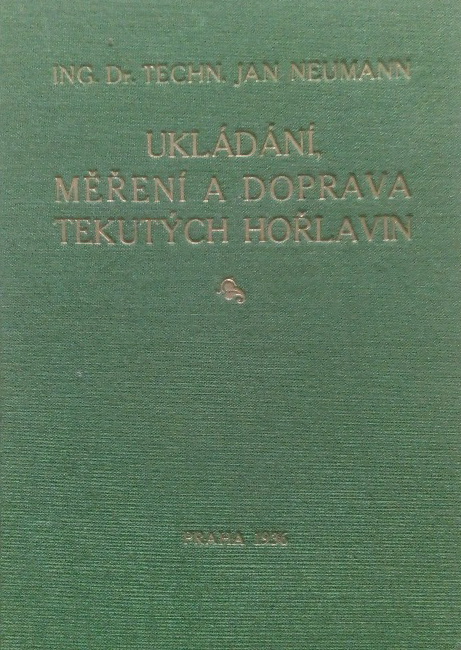 ING. Dr. TECHN. JAN NEUMANN
UKLÁDÁNÍ,
MĚŘENÍ A DOPRAVA
TEKUTÝCH HOŘLAVIN
PRAHA 1936